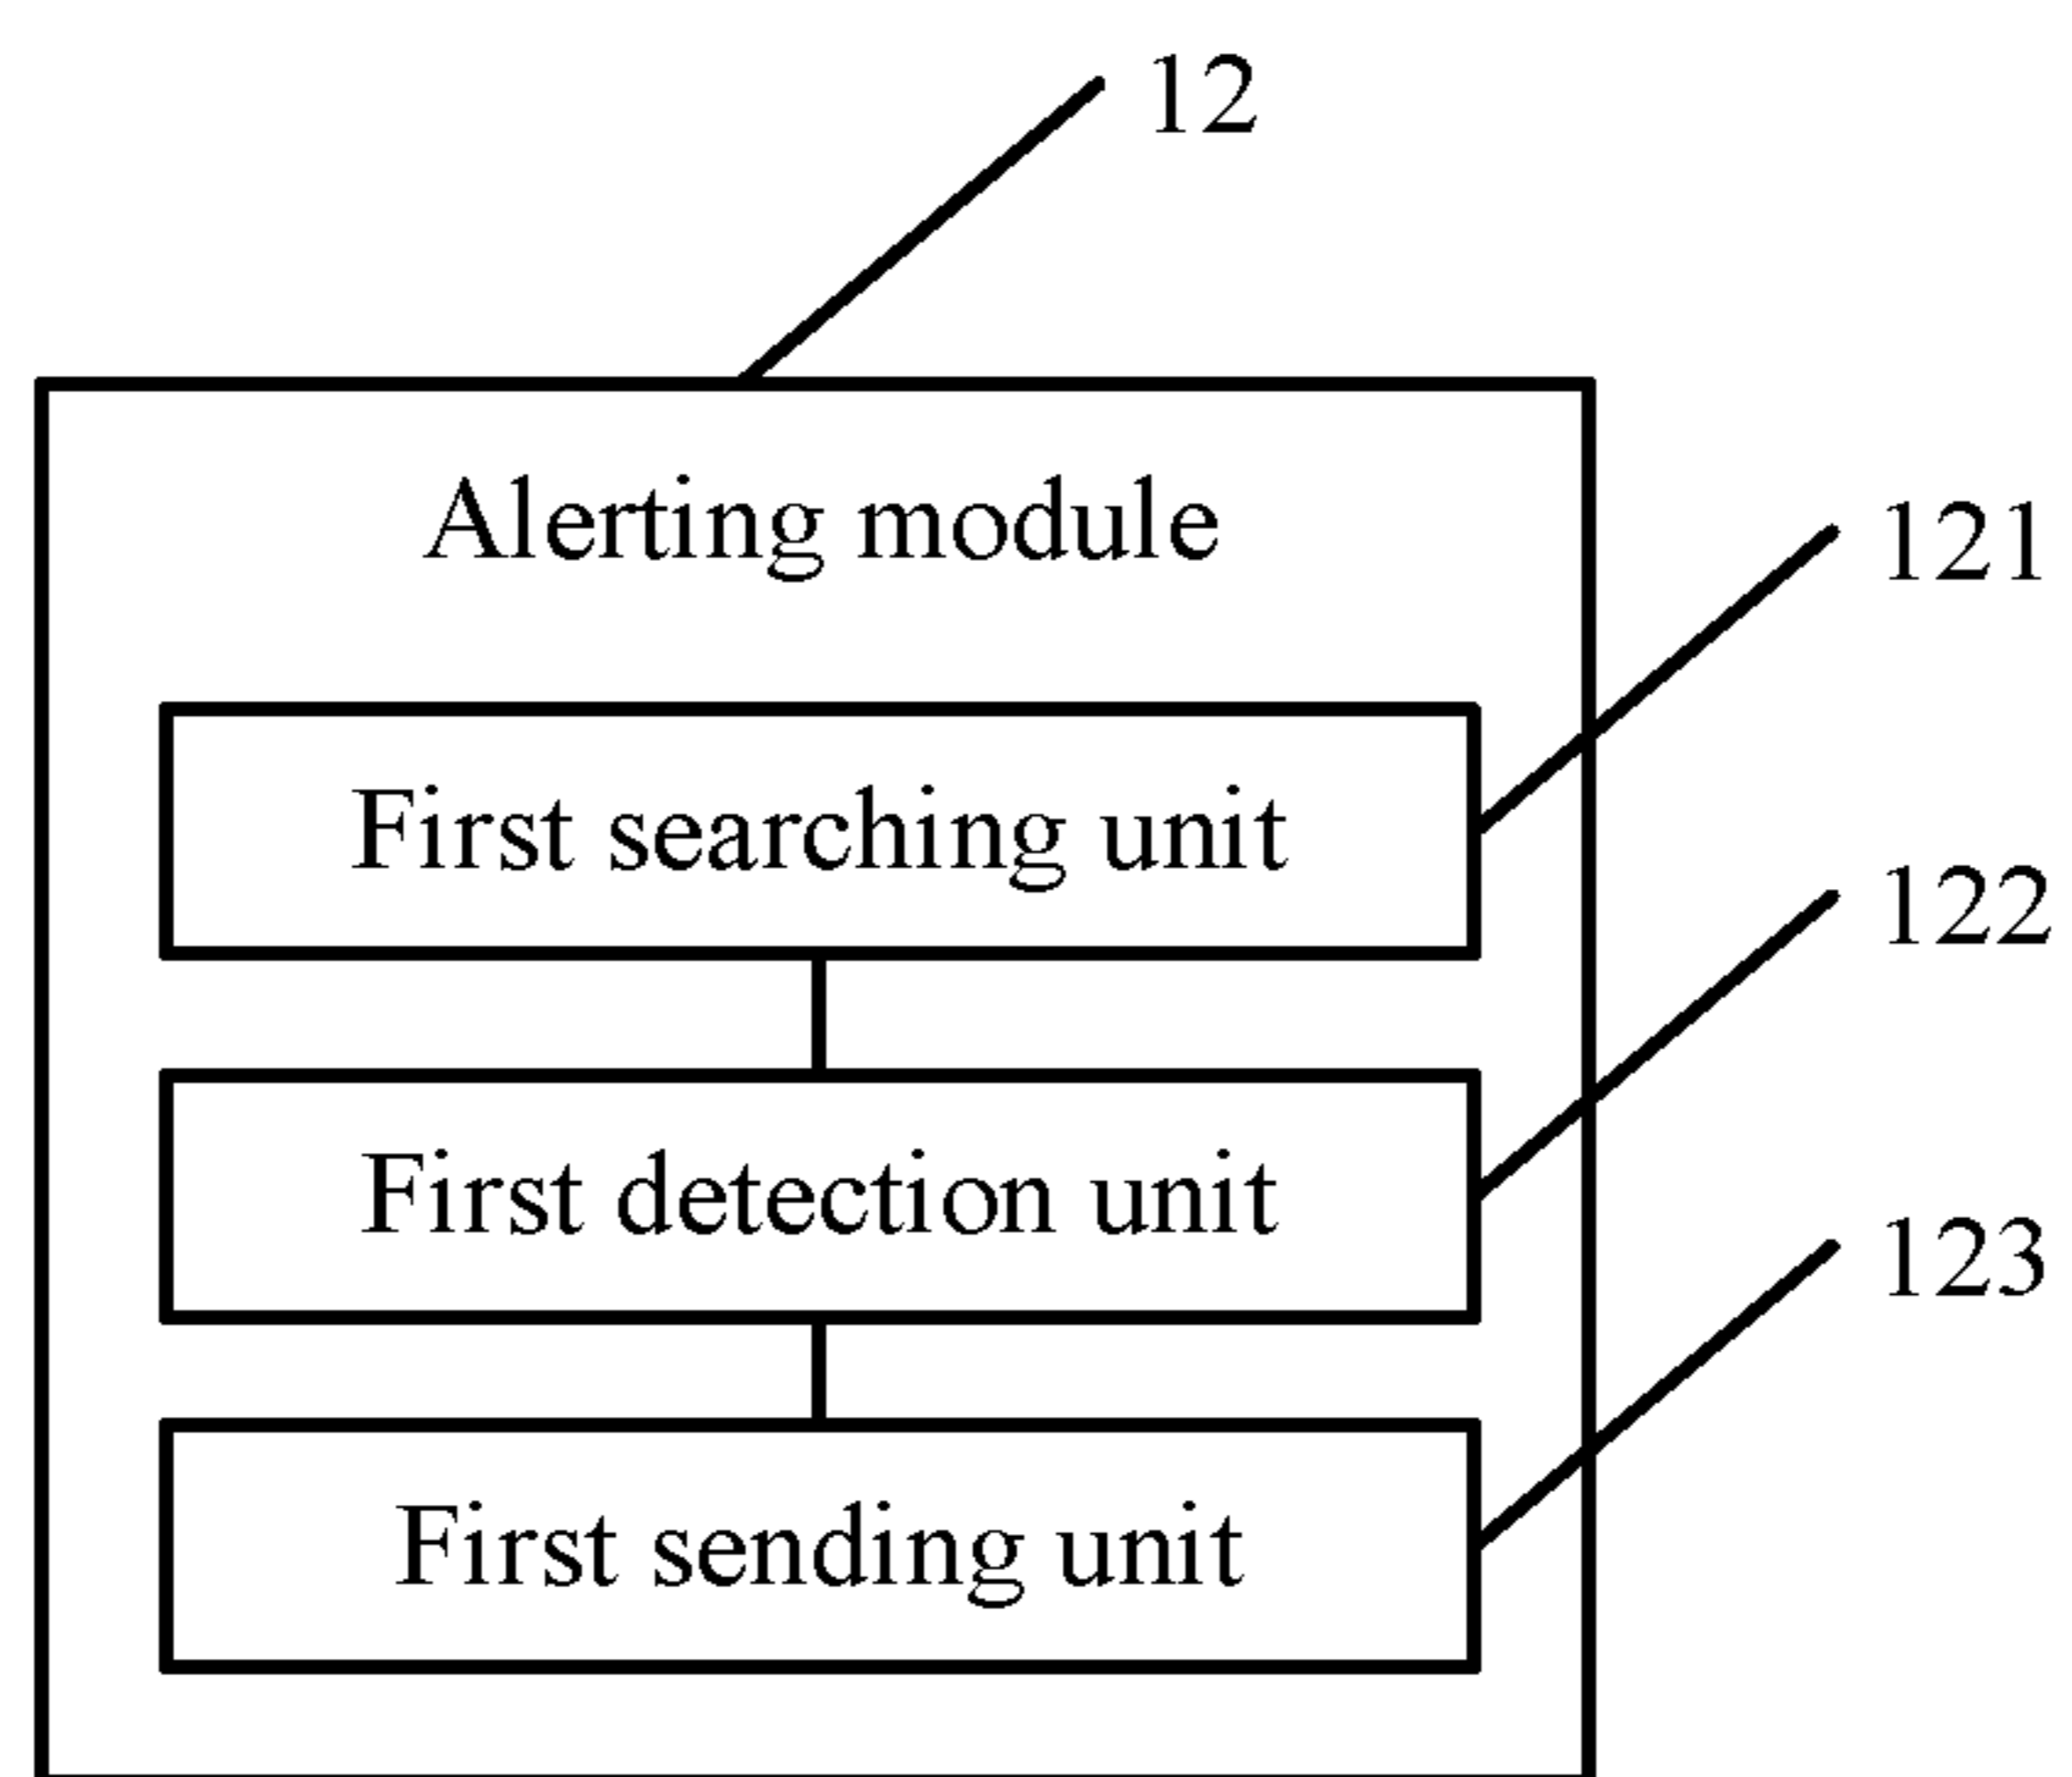 12
Alerting module
121
First searching unit
122
First detection unit
123
First sending unit